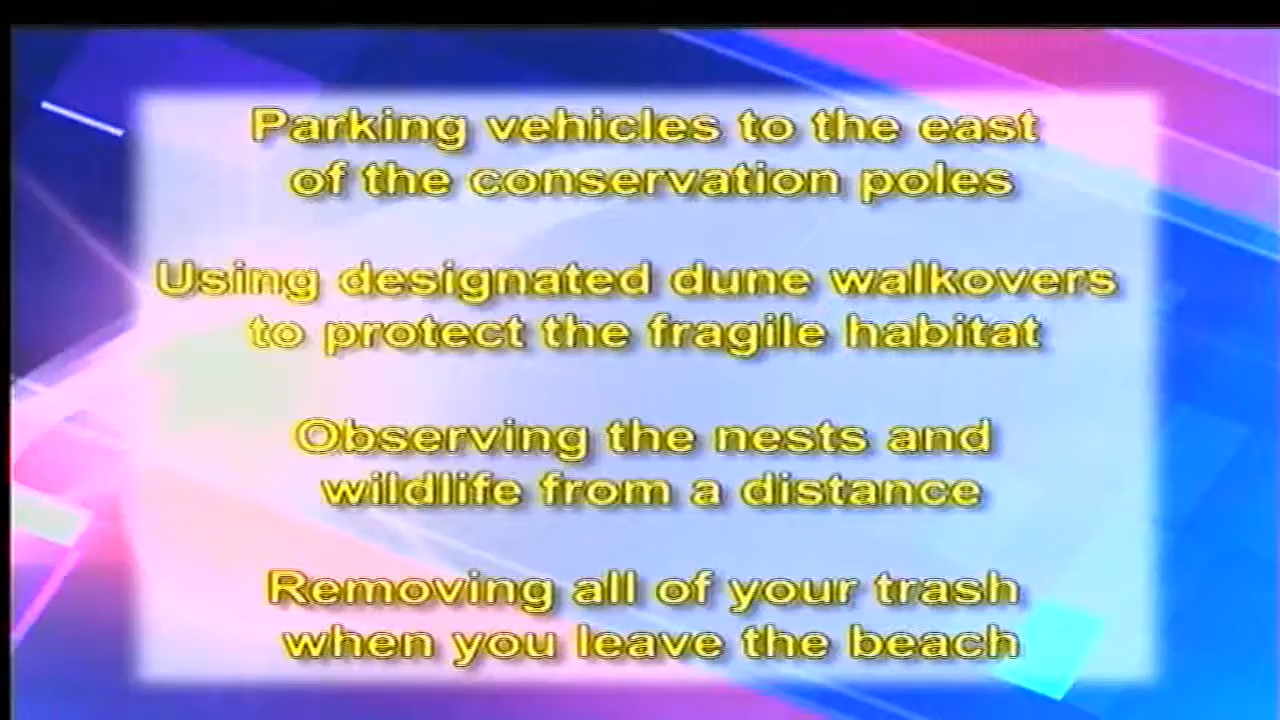 Parking vehicles to the east
of the conservation poles
Using designated dune walkovers
to protect the fragile habitat
Observing the nests and
wildlife from a distance
Removing all of your trash
when you leave the beach